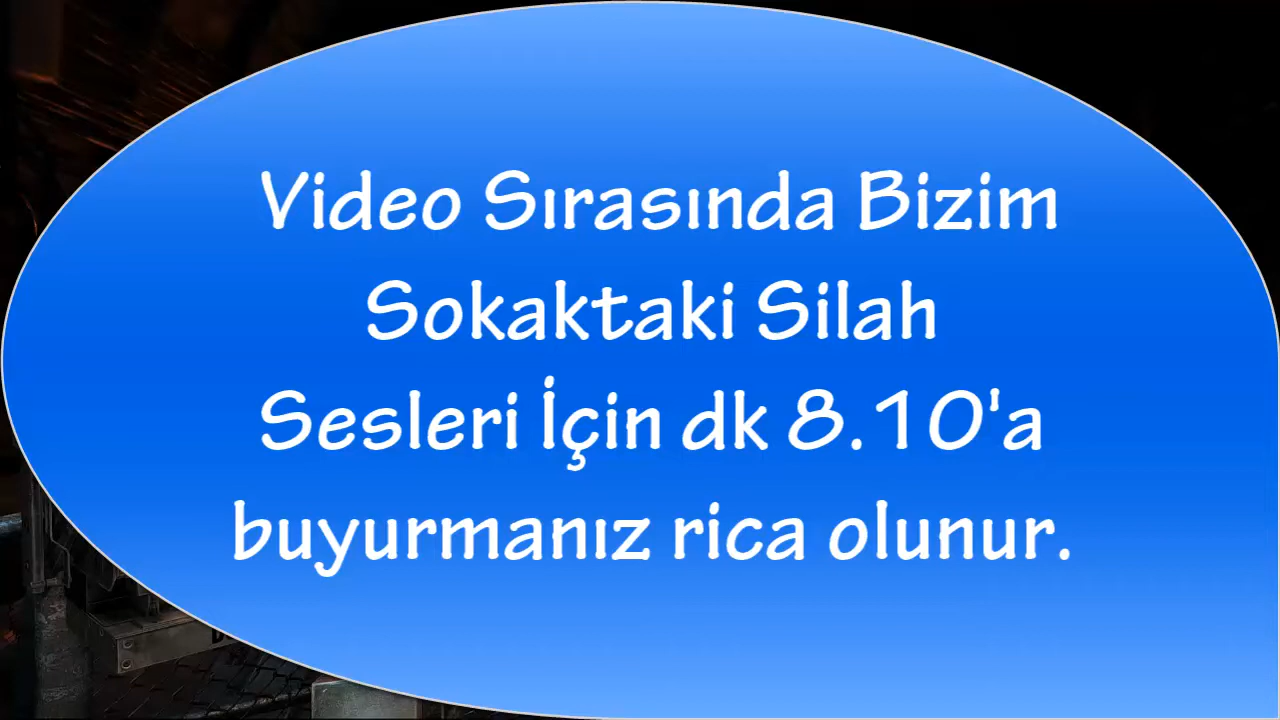 Video Sırasında Bizim
Sokaktaki Silah
Sesleri İçin dk 8.10'a
buyurmanız rica olunur.